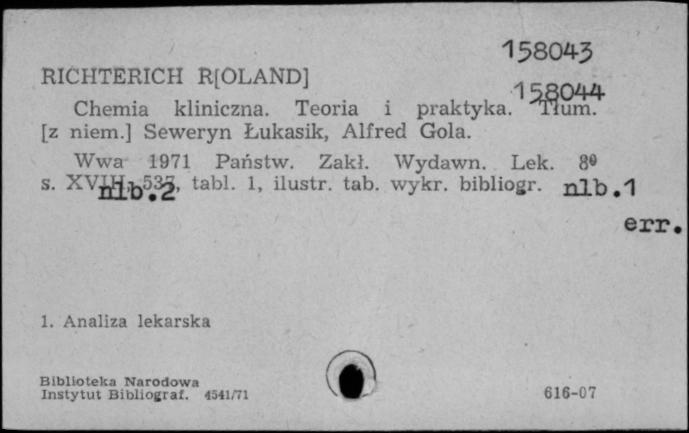 158043
RICHTERICH R[OLAND]
158044
Chemia kliniczna. Teoria i praktyka. Tłum.
[z niem.] Seweryn Łukasik, Alfred Gola.
Wwa 1971 Państw. Zakł. Wydawn. Lek. 8°
s. XVIII, 537, tabl. 1, ilustr. tab. wykr. bibliogr. nlb.1
nlb.2
err.
1. Analiza lekarska
Biblioteka Narodowa
Instytut Bibliograf. 4541/71
616-07